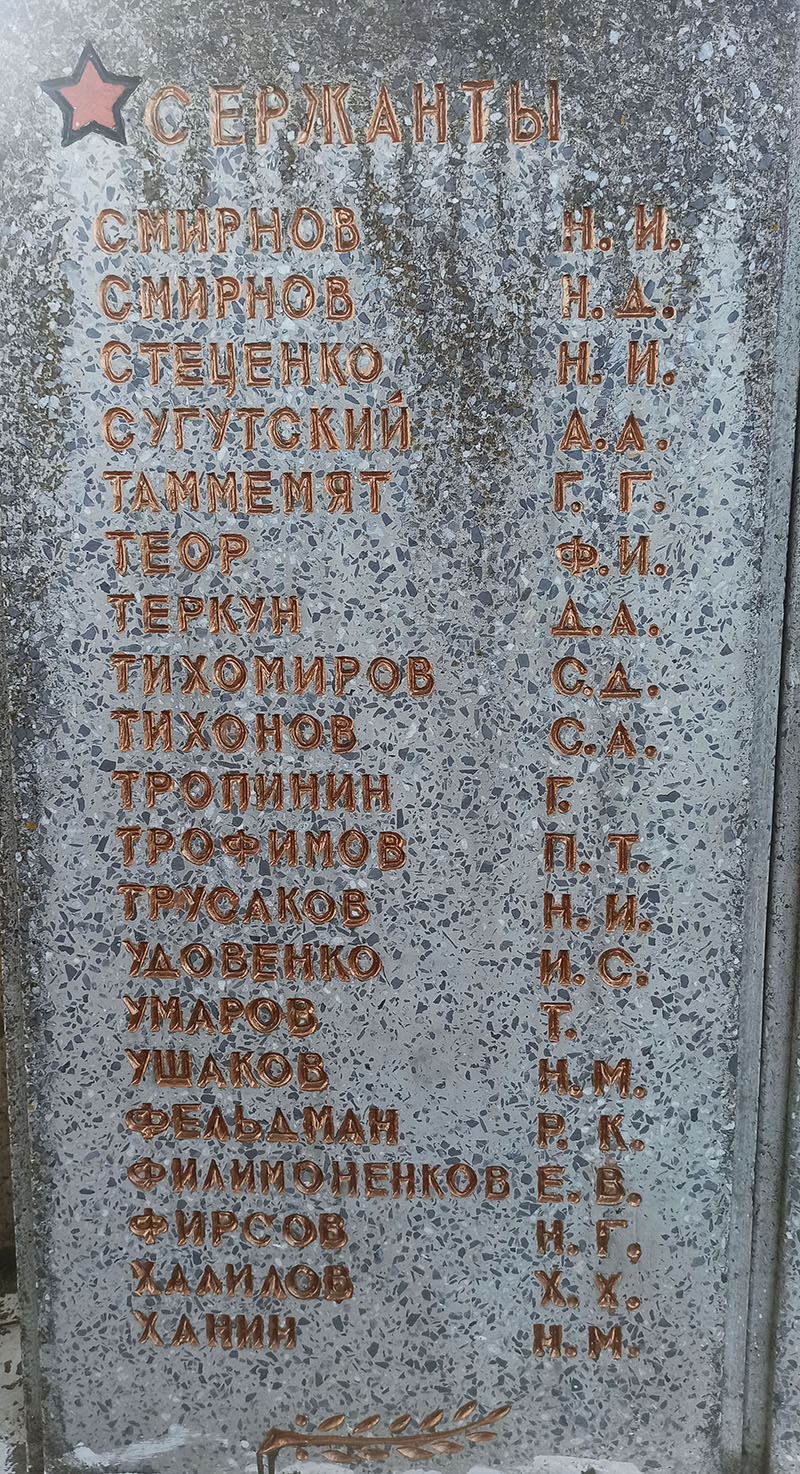 СЕРЖАНТЫ
СМИРНОВ Н. И.
СМИРНОВ Н. Д.
СТЕЦЕНКО Н. И.
СУГУТСКИЙ А. А.
ТАММЕМЯТ Г. Г.
ТЕОР Ф. И.
ТЕРКУН Д. А.
ТИХОМИРОВ С. Д.
ТИХОНОВ С. А.
ТРОПИНИН Г.
ТРОФИМОВ П. Т.
ТРУСАКОВ Н. И.
УДОВЕНКО И. С.
УМАРОВ Т.
УШАКОВ Н. М.
ФЕЛЬДМАН Р. К.
ФИЛИМОНЕНКОВ Е. В.
ФИРСОВ Н. Г.
ХАЛИЛОВ Х. Х.
ХАНИН Н. М.